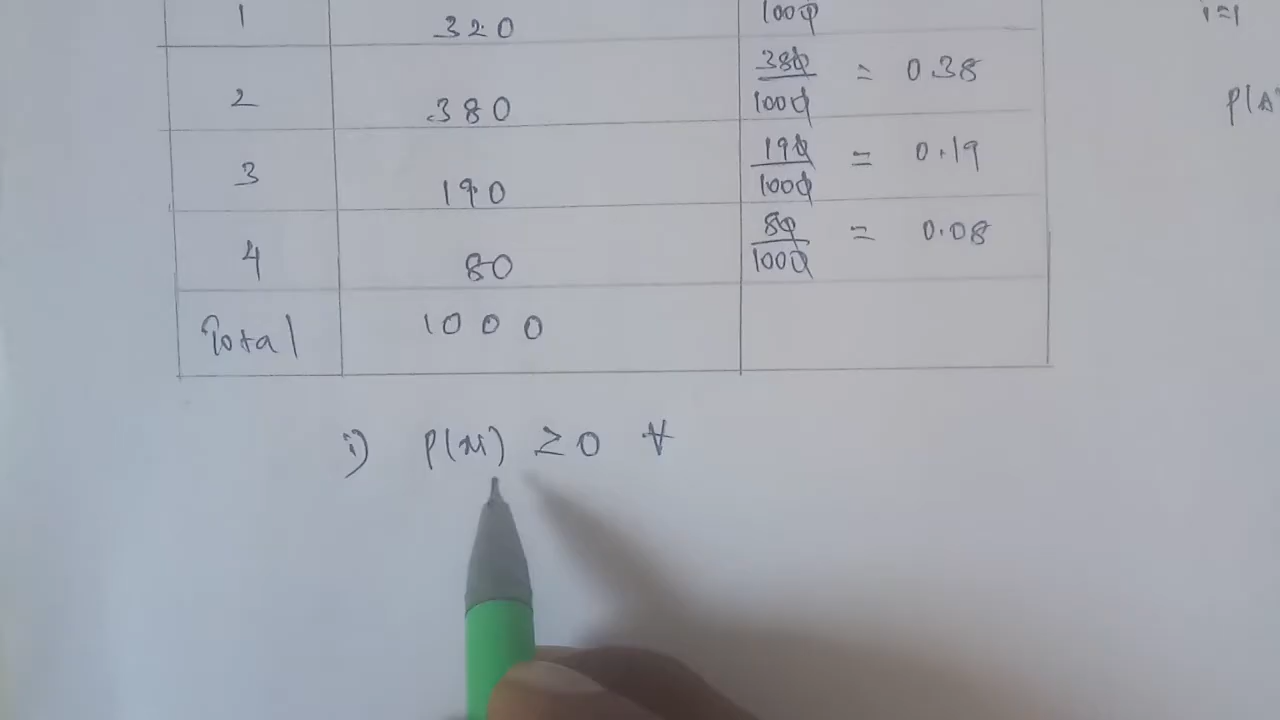 1 320 1000 i=1
2 380 380/1000 = 0.38 P(A
3 190 190/1000 = 0.19
4 80 80/1000 = 0.08
Total 1000
i) P(x) ≥0 ∀